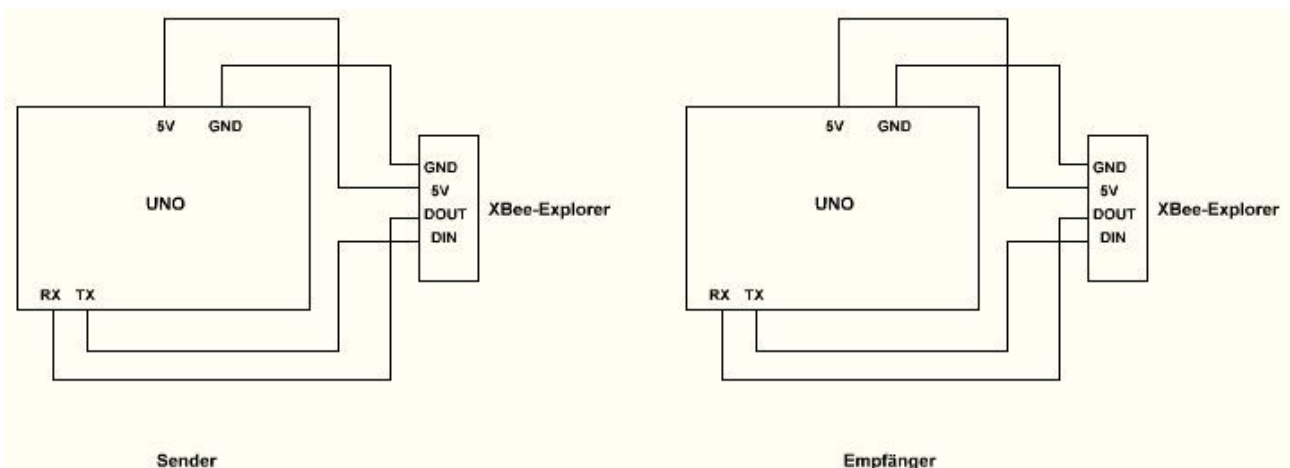 5V GND
GND
5V
UNO
XBee-Explorer
DOUT
DIN
RX TX
Sender
5V GND
GND
5V
UNO
XBee-Explorer
DOUT
DIN
RX TX
Empfänger